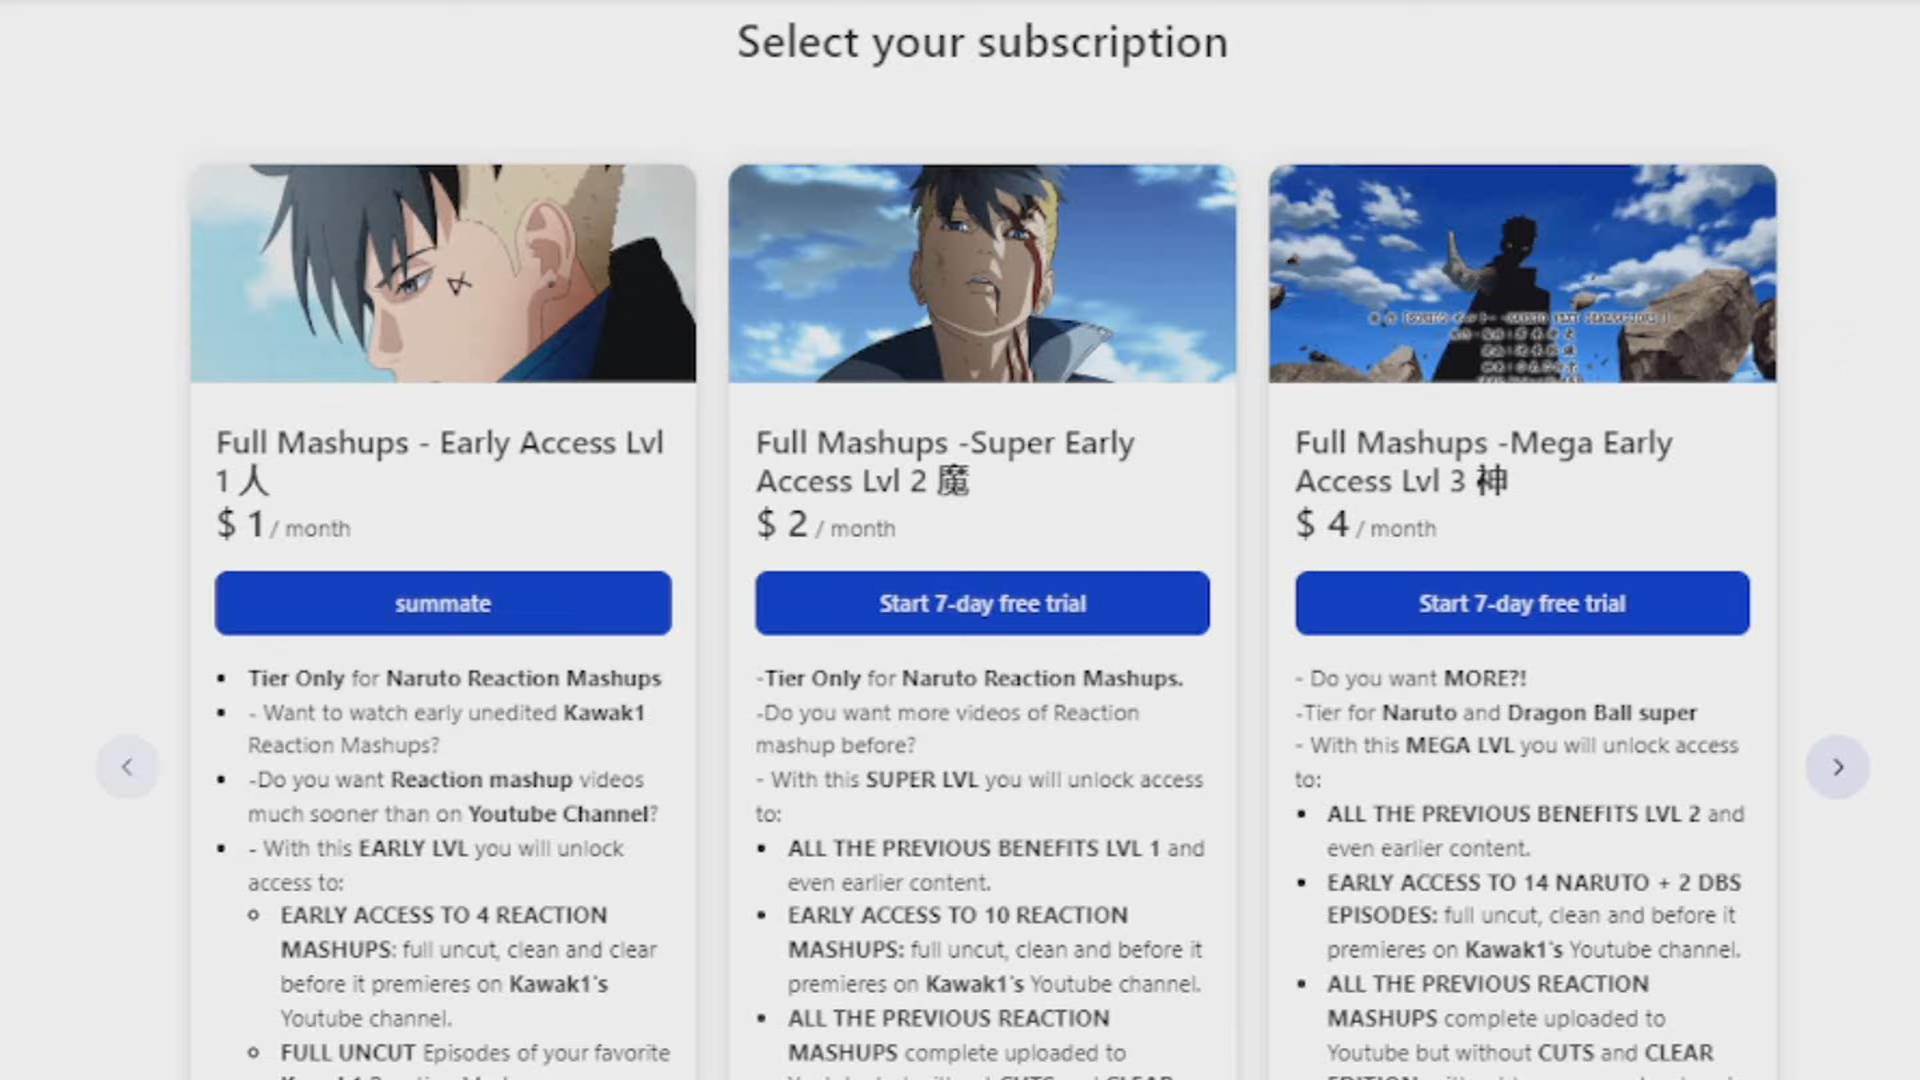 Select your subscription
Full Mashups - Early Access Lvl
1 人
$ 1 / month
summate
• Tier Only for Naruto Reaction Mashups
• - Want to watch early unedited Kawak1
Reaction Mashups?
• -Do you want Reaction mashup videos
much sooner than on Youtube Channel?
• - With this EARLY LVL you will unlock
access to:
EARLY ACCESS TO 4 REACTION
MASHUPS: full uncut, clean and clear
before it premieres on Kawak1's
Youtube channel.
FULL UNCUT Episodes of your favorite
Full Mashups -Super Early
Access Lvl 2 魔
$ 2 / month
Start 7-day free trial
-Tier Only for Naruto Reaction Mashups.
-Do you want more videos of Reaction
mashup before?
- With this SUPER LVL you will unlock access
to:
• ALL THE PREVIOUS BENEFITS LVL 1 and
even earlier content.
• EARLY ACCESS TO 10 REACTION
MASHUPS: full uncut, clean and before it
premieres on Kawak1's Youtube channel.
• ALL THE PREVIOUS REACTION
MASHUPS complete uploaded to
Full Mashups -Mega Early
Access Lvl 3 神
$ 4 / month
Start 7-day free trial
- Do you want MORE?!
-Tier for Naruto and Dragon Ball super
- With this MEGA LVL you will unlock access
to:
• ALL THE PREVIOUS BENEFITS LVL 2 and
even earlier content.
• EARLY ACCESS TO 14 NARUTO + 2 DBS
EPISODES: full uncut, clean and before it
premieres on Kawak1's Youtube channel.
• ALL THE PREVIOUS REACTION
MASHUPS complete uploaded to
Youtube but without CUTS and CLEAR